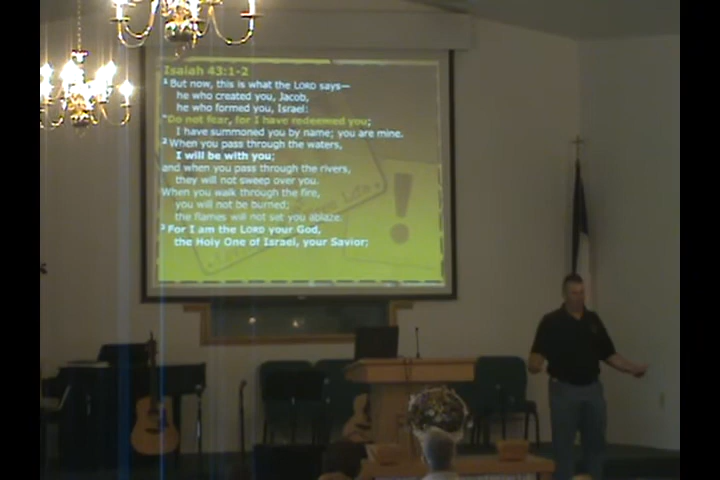 Isaiah 43:1-2
1 But now, this is what the LORD says—
he who created you, Jacob,
he who formed you, Israel:
"Do not fear, for I have redeemed you;
I have summoned you by name; you are mine.
2 When you pass through the waters,
I will be with you;
and when you pass through the rivers,
they will not sweep over you.
When you walk through the fire,
you will not be burned;
the flames will not set you ablaze.
3 For I am the LORD your God,
the Holy One of Israel, your Savior;
!